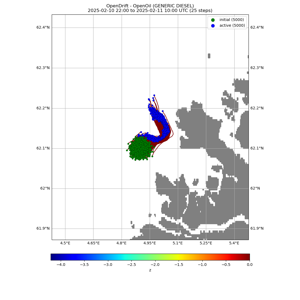 OpenDrift - OpenOil (GENERIC DIESEL)
2025-02-10 22:00 to 2025-02-11 10:00 UTC (25 steps)
initial (5000)
active (5000)
62.4°N 62.4°N
62.3°N 62.3°N
62.2°N 62.2°N
62.1°N 62.1°N
62°N 62°N
61.9°N 61.9°N
4.5°E 4.65°E 4.8°E 4.95°E 5.1°E 5.25°E 5.4°E
−4.0 −3.5 −3.0 −2.5 −2.0 −1.5 −1.0 −0.5 0.0